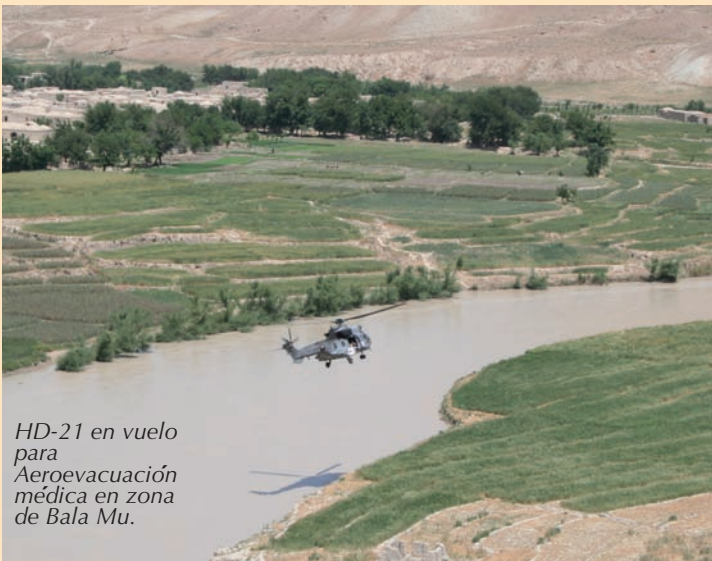 HD-21 en vuelo
para
Aeroevacuación
médica en zona
de Bala Mu.